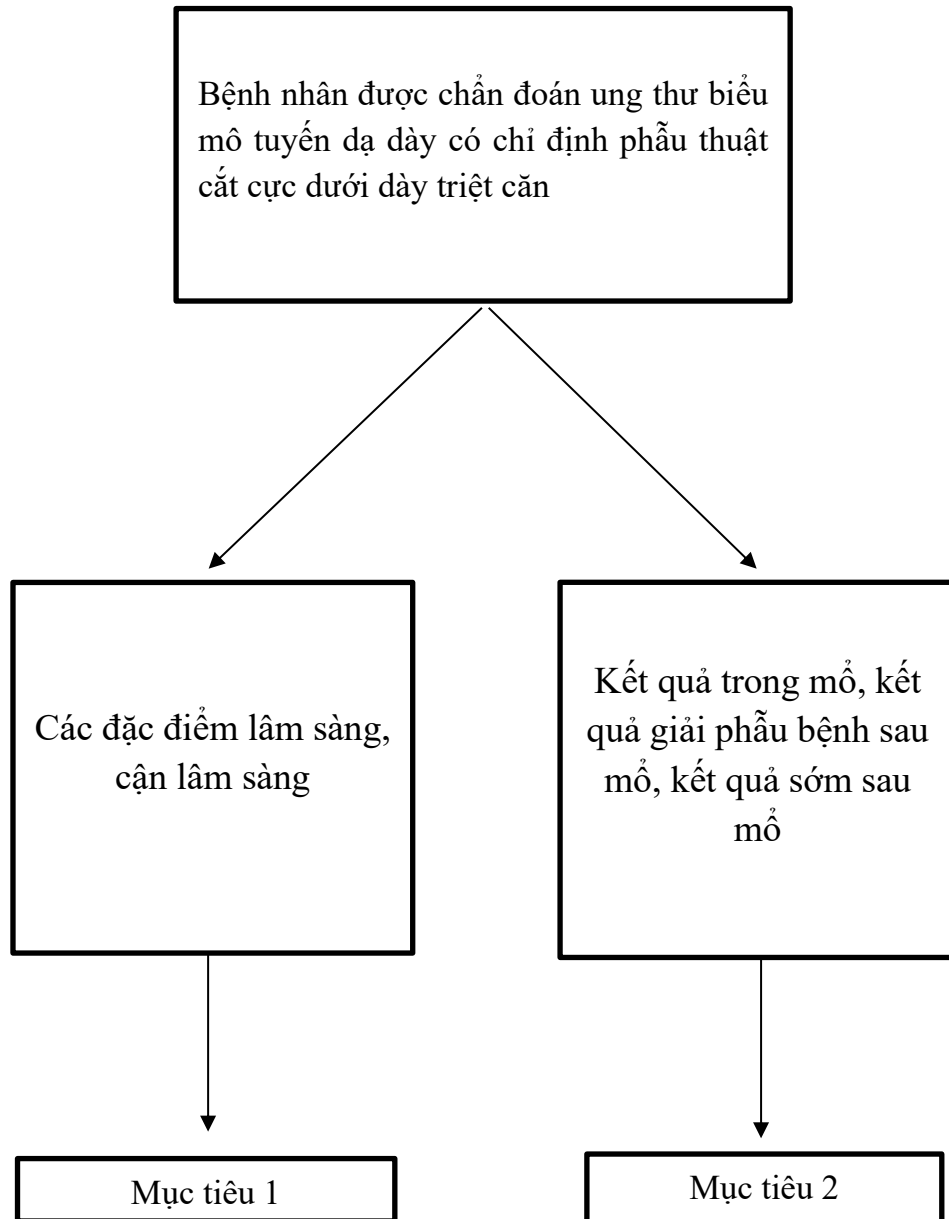 Bệnh nhân được chẩn đoán ung thư biểu
mô tuyến dạ dày có chỉ định phẫu thuật
cắt cực dưới dày triệt căn
Các đặc điểm lâm sàng,
cận lâm sàng
Kết quả trong mổ, kết
quả giải phẫu bệnh sau
mổ, kết quả sớm sau
mổ
Mục tiêu 1
Mục tiêu 2